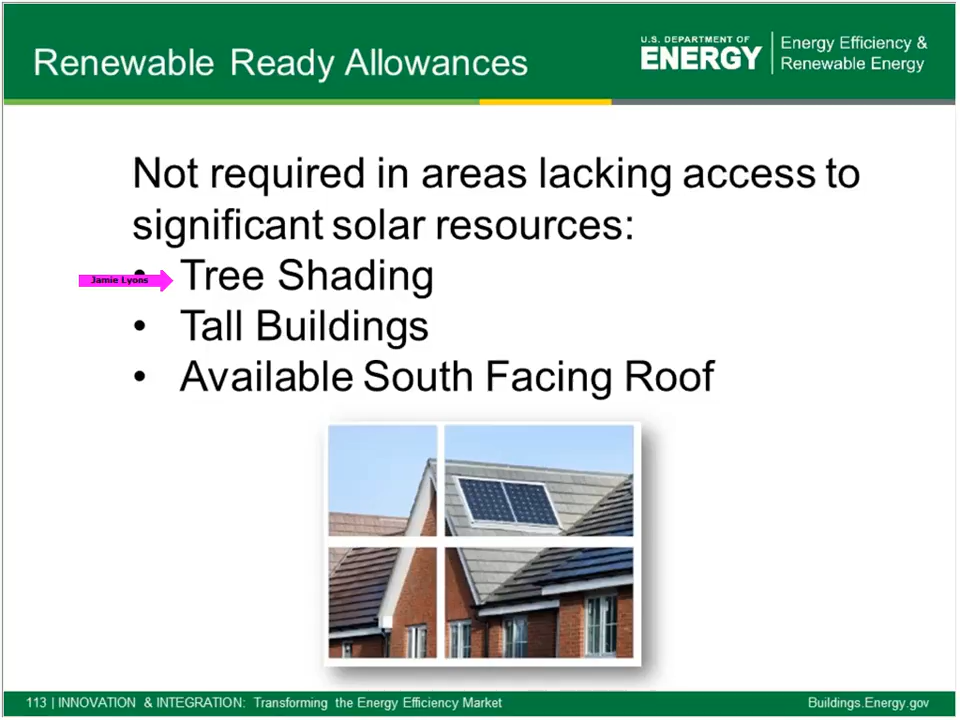 Renewable Ready Allowances
U.S. DEPARTMENT OF
ENERGY
Energy Efficiency &
Renewable Energy
Not required in areas lacking access to
significant solar resources:
Jamie Lyons
• Tree Shading
• Tall Buildings
• Available South Facing Roof
113 | INNOVATION & INTEGRATION: Transforming the Energy Efficiency Market
Buildings.Energy.gov